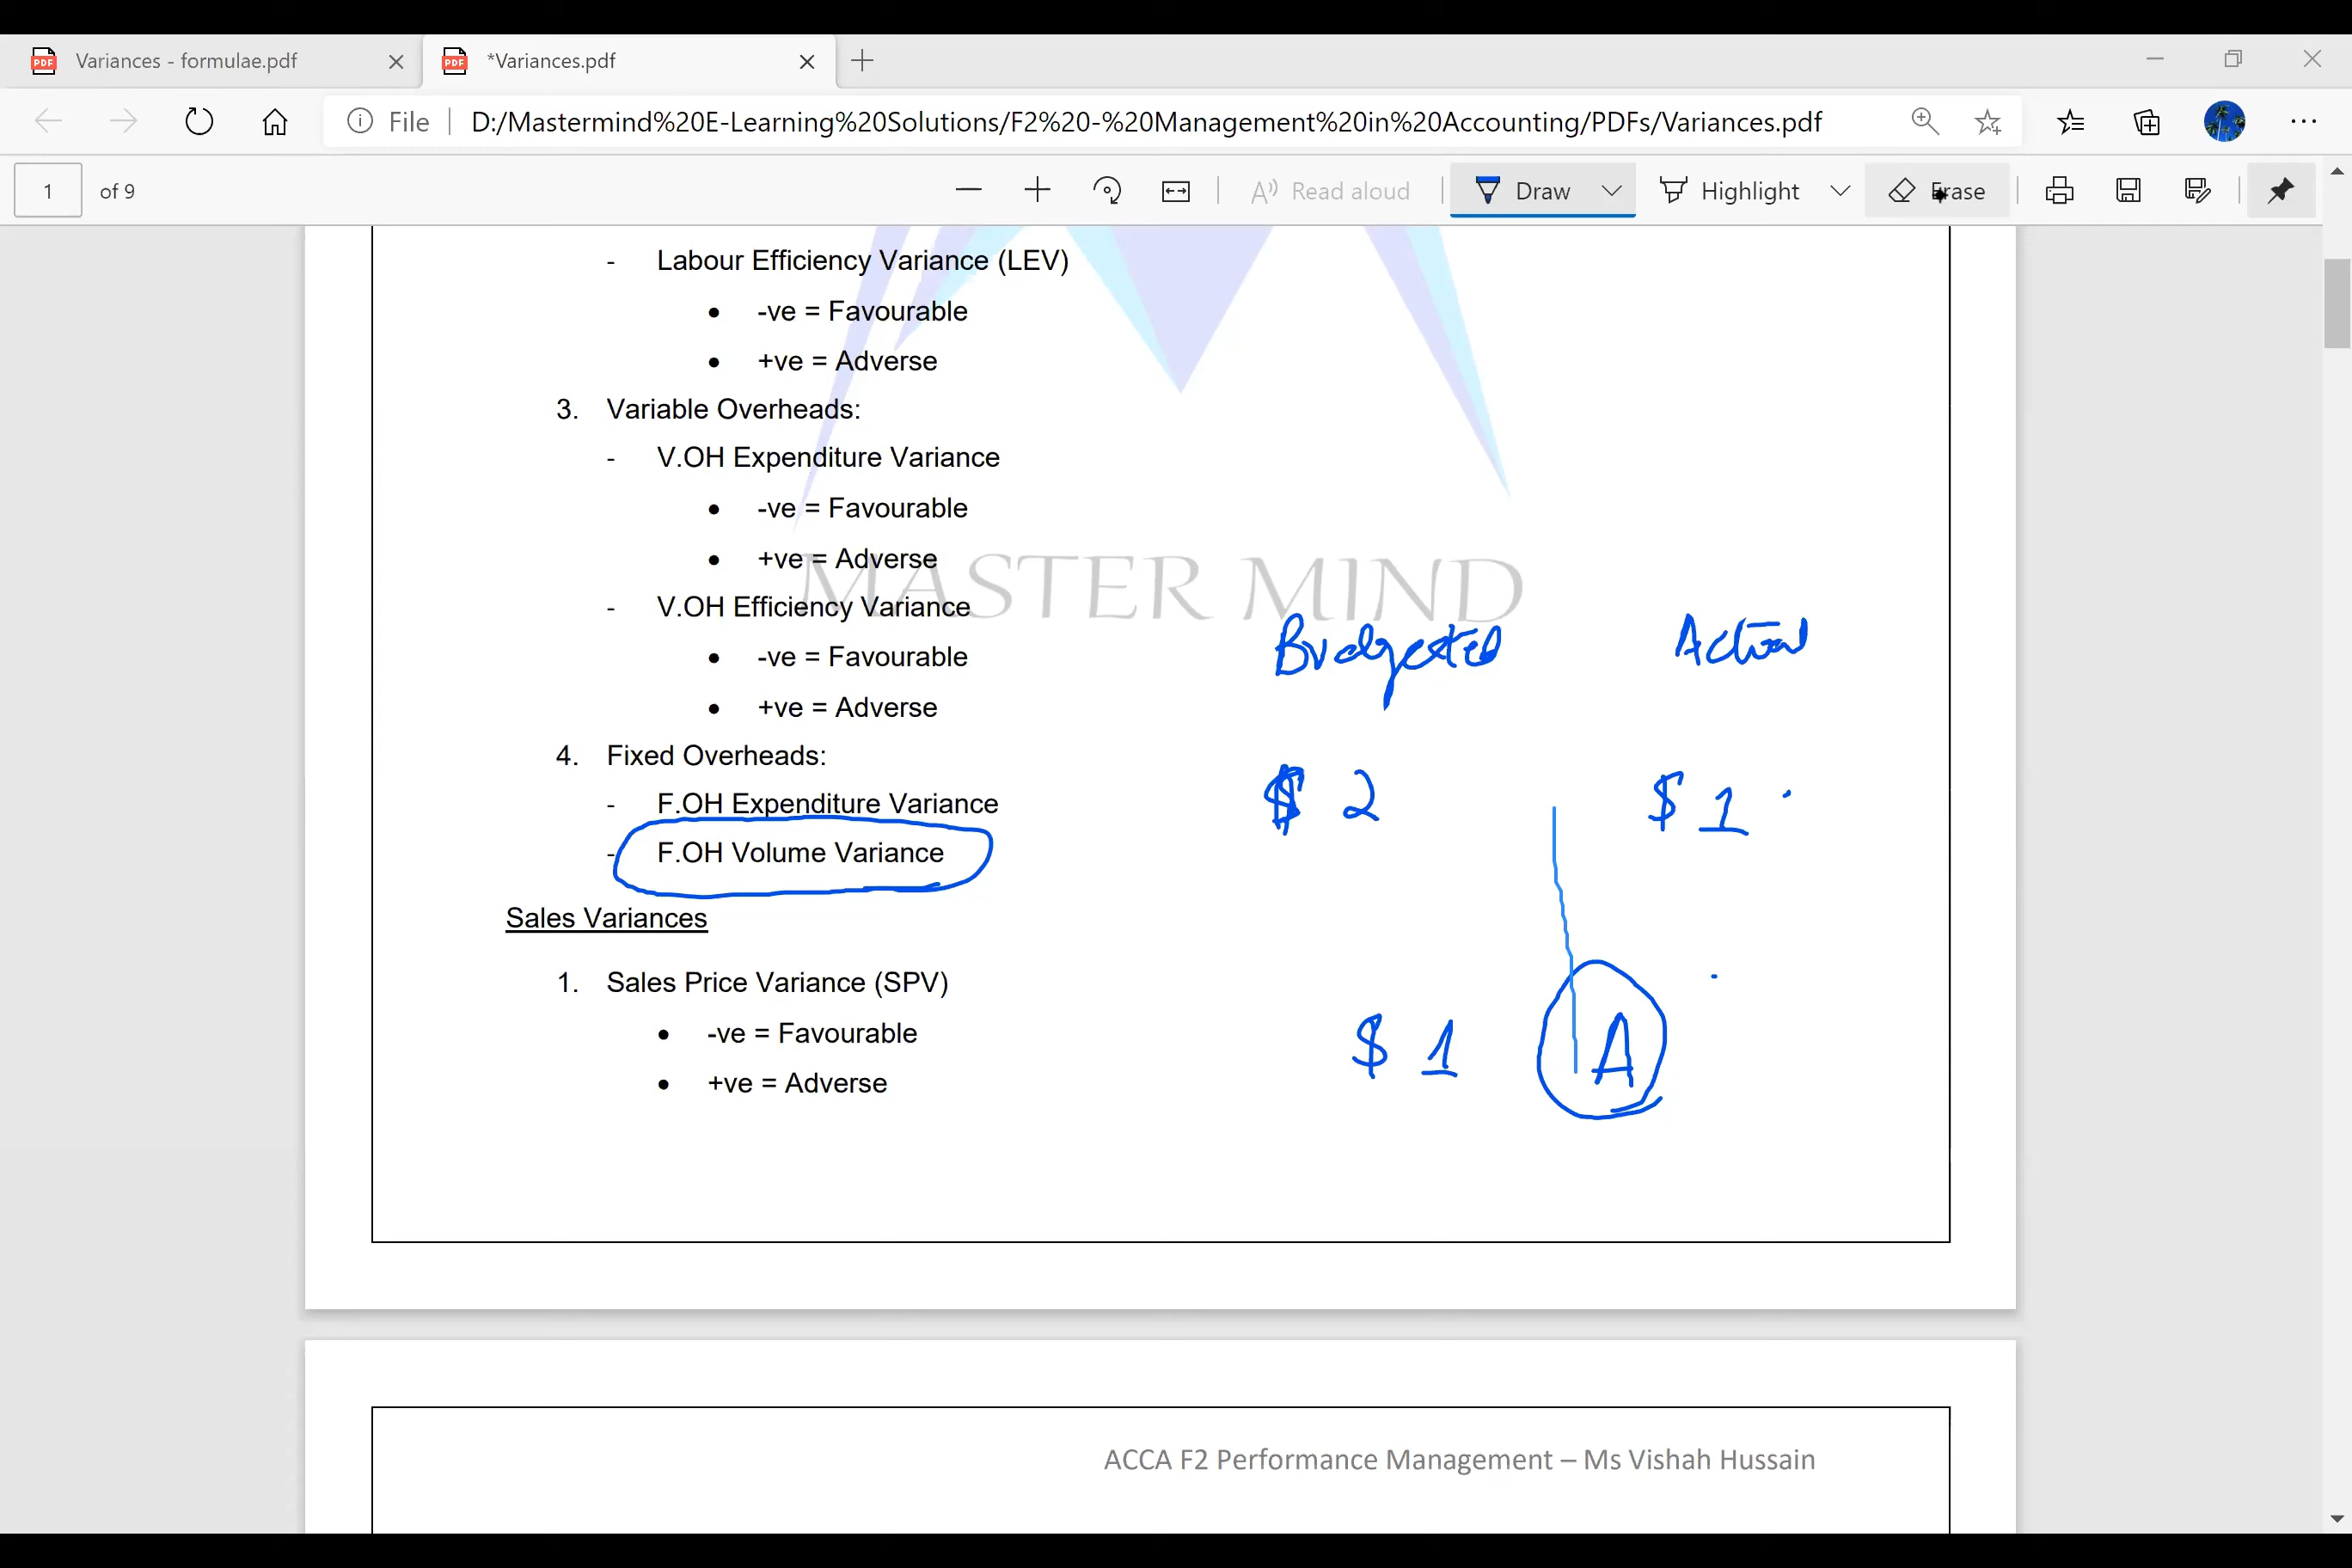 Variances - formulae.pdf
*Variances.pdf
File
D:/Mastermind%20E-Learning%20Solutions/F2%20-%20Management%20in%20Accounting/PDFs/Variances.pdf
1 of 9
Read aloud
Draw
Highlight
Erase
- Labour Efficiency Variance (LEV)
• -ve = Favourable
• +ve = Adverse
3. Variable Overheads:
- V.OH Expenditure Variance
• -ve = Favourable
• +ve = Adverse
MASTER MIND
- V.OH Efficiency Variance
Budgeted Actual
• -ve = Favourable
• +ve = Adverse
4. Fixed Overheads:
- F.OH Expenditure Variance
$ 2 $ 1
- F.OH Volume Variance
Sales Variances
1. Sales Price Variance (SPV)
• -ve = Favourable
$ 1 A
• +ve = Adverse
ACCA F2 Performance Management – Ms Vishah Hussain